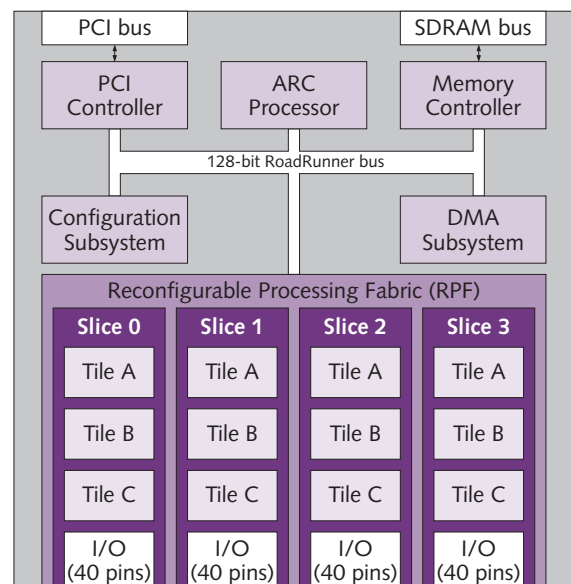 PCI bus
SDRAM bus
PCI
Controller
ARC
Processor
Memory
Controller
128-bit RoadRunner bus
Configuration
Subsystem
DMA
Subsystem
Reconfigurable Processing Fabric (RPF)
Slice 0
Slice 1
Slice 2
Slice 3
Tile A
Tile A
Tile A
Tile A
Tile B
Tile B
Tile B
Tile B
Tile C
Tile C
Tile C
Tile C
I/O
(40 pins)
I/O
(40 pins)
I/O
(40 pins)
I/O
(40 pins)